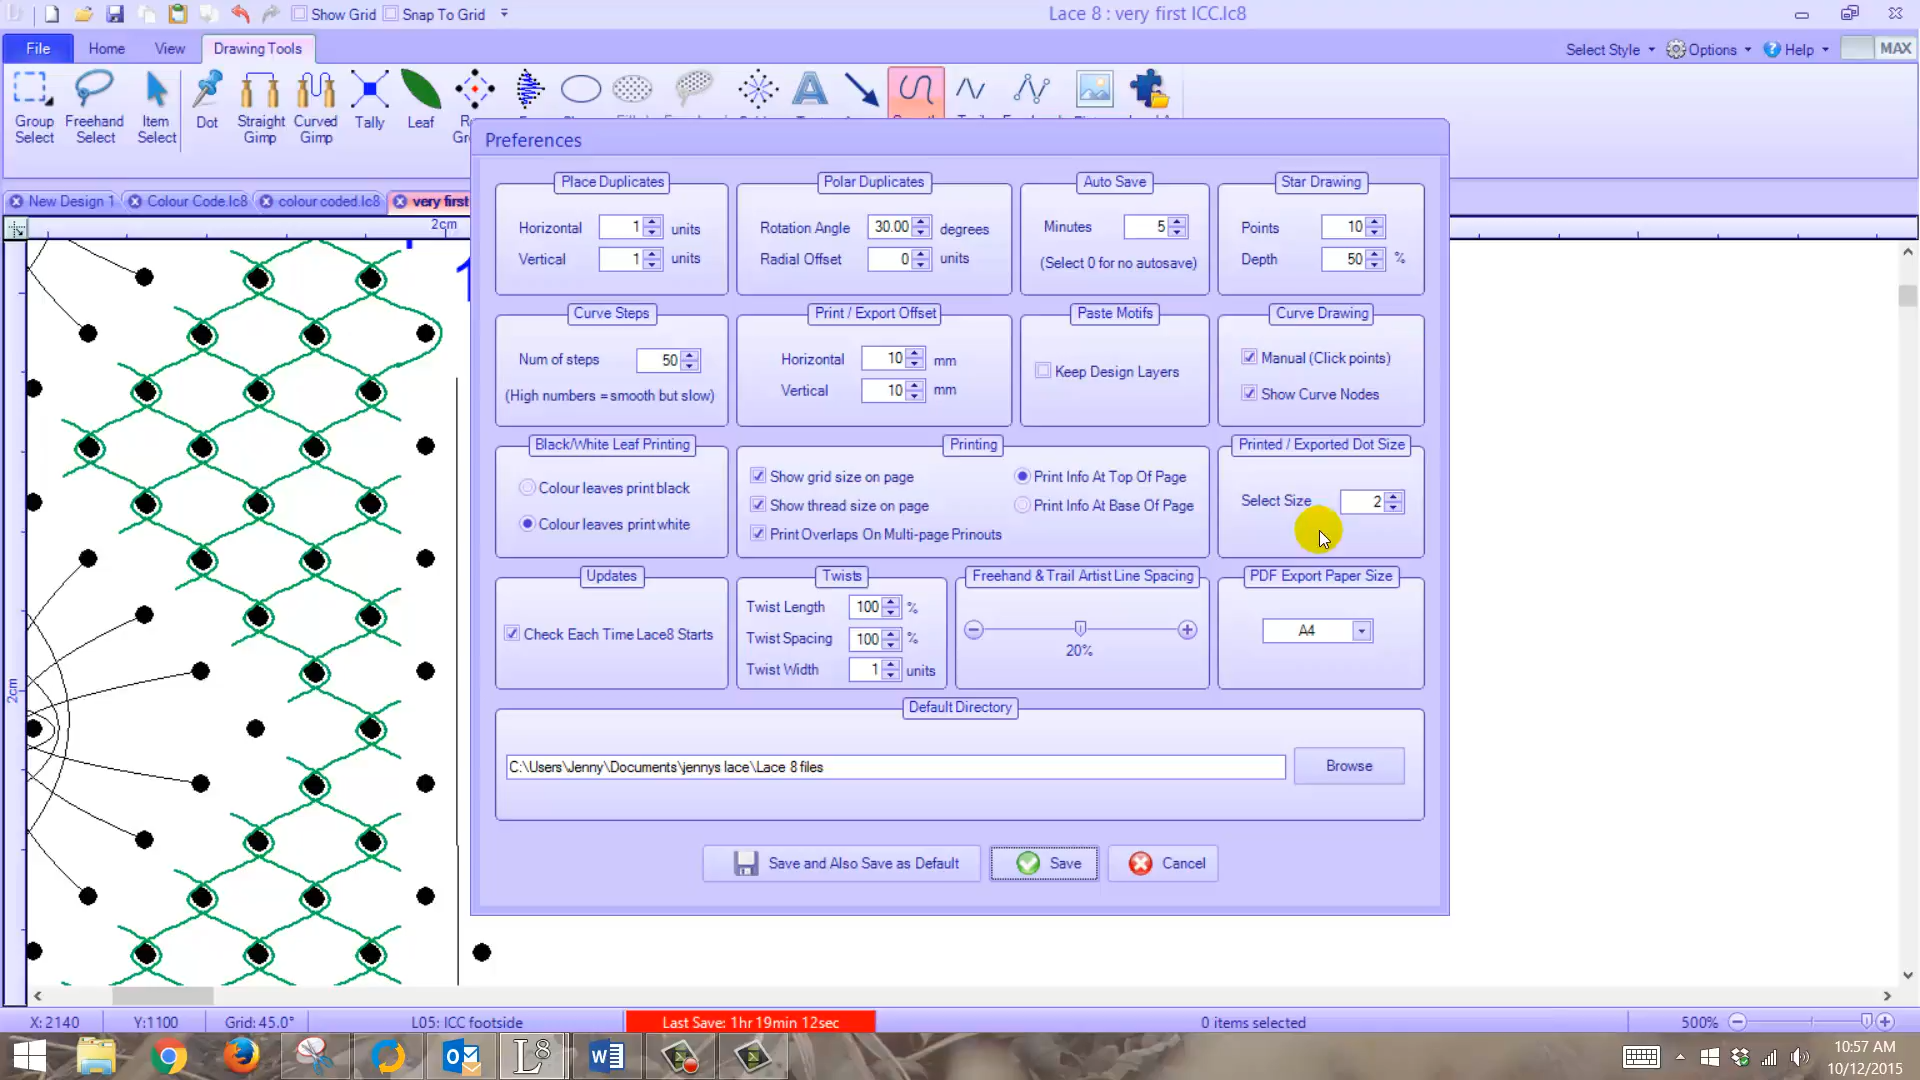 Show Grid Snap To Grid
Lace 8 : very first ICC.lc8
File Home View Drawing Tools
Select Style Options Help MAX
Group Select
Freehand Select
Item Select
Dot
Straight Gimp
Curved Gimp
Tally
Leaf
New Design 1 Colour Code.lc8 colour coded.lc8 very first
2cm
2cm
Preferences
Place Duplicates
Horizontal 1 units
Vertical 1 units
Polar Duplicates
Rotation Angle 30.00 degrees
Radial Offset 0 units
Auto Save
Minutes 5
(Select 0 for no autosave)
Star Drawing
Points 10
Depth 50 %
Curve Steps
Num of steps 50
(High numbers = smooth but slow)
Print / Export Offset
Horizontal 10 mm
Vertical 10 mm
Paste Motifs
Keep Design Layers
Curve Drawing
Manual (Click points)
Show Curve Nodes
Black/White Leaf Printing
Colour leaves print black
Colour leaves print white
Printing
Show grid size on page
Show thread size on page
Print Overlaps On Multi-page Prinouts
Print Info At Top Of Page
Print Info At Base Of Page
Printed / Exported Dot Size
Select Size 2
Updates
Check Each Time Lace8 Starts
Twists
Twist Length 100 %
Twist Spacing 100 %
Twist Width 1 units
Freehand & Trail Artist Line Spacing
20%
PDF Export Paper Size
A4
Default Directory
C:\Users\Jenny\Documents\jennys lace\Lace 8 files
Browse
Save and Also Save as Default
Save
Cancel
X: 2140 Y:1100 Grid: 45.0° L05: ICC footside Last Save: 1hr 19min 12sec 0 items selected 500%
10:57 AM
10/12/2015